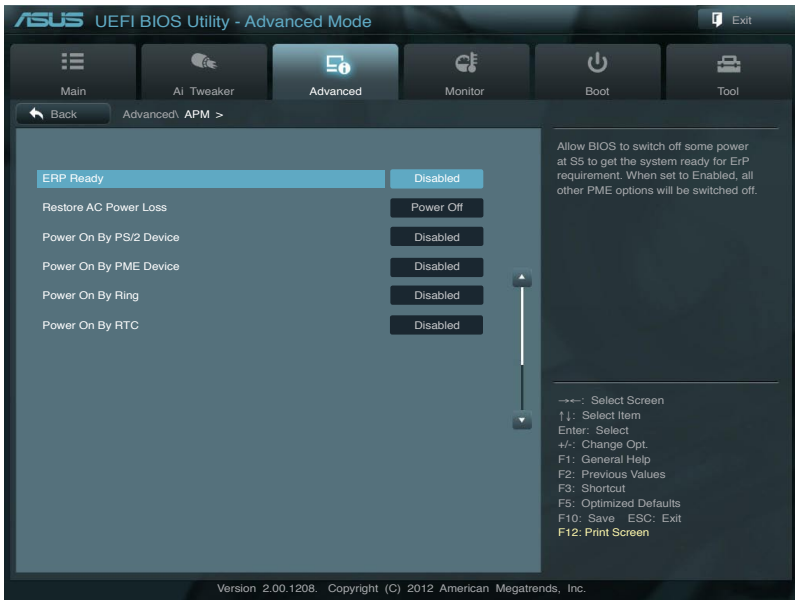 ASUS UEFI BIOS Utility - Advanced Mode
Exit
Main
Ai Tweaker
Advanced
Monitor
Boot
Tool
Back
Advanced\ APM >
ERP Ready
Disabled
Restore AC Power Loss
Power Off
Power On By PS/2 Device
Disabled
Power On By PME Device
Disabled
Power On By Ring
Disabled
Power On By RTC
Disabled
Allow BIOS to switch off some power
at S5 to get the system ready for ErP
requirement. When set to Enabled, all
other PME options will be switched off.
→←: Select Screen
↑↓: Select Item
Enter: Select
+/-: Change Opt.
F1: General Help
F2: Previous Values
F3: Shortcut
F5: Optimized Defaults
F10: Save ESC: Exit
F12: Print Screen
Version 2.00.1208. Copyright (C) 2012 American Megatrends, Inc.